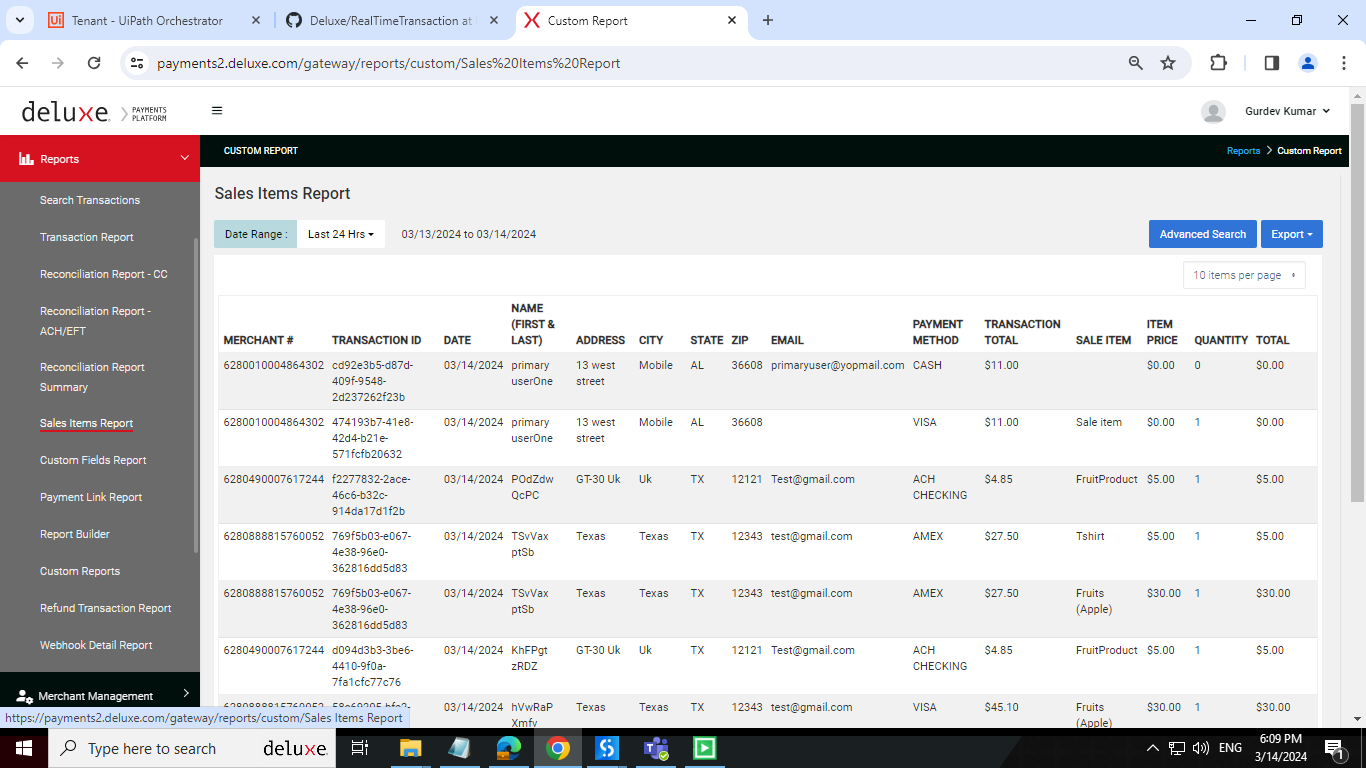 Tenant - UiPath Orchestrator
Deluxe/RealTimeTransaction at
Custom Report
payments2.deluxe.com/gateway/reports/custom/Sales%20Items%20Report
deluxe. PAYMENTS PLATFORM
Gurdev Kumar
Reports
CUSTOM REPORT
Reports > Custom Report
Search Transactions
Transaction Report
Reconciliation Report - CC
Reconciliation Report -
ACH/EFT
Reconciliation Report
Summary
Sales Items Report
Custom Fields Report
Payment Link Report
Report Builder
Custom Reports
Refund Transaction Report
Webhook Detail Report
Merchant Management
Sales Items Report
Date Range : Last 24 Hrs 03/13/2024 to 03/14/2024
Advanced Search Export
10 items per page
MERCHANT # TRANSACTION ID DATE NAME (FIRST & LAST) ADDRESS CITY STATE ZIP EMAIL PAYMENT METHOD TRANSACTION TOTAL SALE ITEM ITEM PRICE QUANTITY TOTAL
6280010004864302 cd92e3b5-d87d-409f-9548-2d237262f23b 03/14/2024 primary userOne 13 west street Mobile AL 36608 primaryuser@yopmail.com CASH $11.00 $0.00 0 $0.00
6280010004864302 474193b7-41e8-42d4-b21e-571fcfb20632 03/14/2024 primary userOne 13 west street Mobile AL 36608 VISA $11.00 Sale item $0.00 1 $0.00
6280490007617244 f2277832-2ace-46c6-b32c-914da17d1f2b 03/14/2024 POdZdw QcPC GT-30 Uk Uk TX 12121 Test@gmail.com ACH CHECKING $4.85 FruitProduct $5.00 1 $5.00
6280888815760052 769f5b03-e067-4e38-96e0-362816dd5d83 03/14/2024 TSvVax ptSb Texas Texas TX 12343 test@gmail.com AMEX $27.50 Tshirt $5.00 1 $5.00
6280888815760052 769f5b03-e067-4e38-96e0-362816dd5d83 03/14/2024 TSvVax ptSb Texas Texas TX 12343 test@gmail.com AMEX $27.50 Fruits (Apple) $30.00 1 $30.00
6280490007617244 d094d3b3-3be6-4410-9f0a-7fa1cfc77c76 03/14/2024 KhFPgt zRDZ GT-30 Uk Uk TX 12121 Test@gmail.com ACH CHECKING $4.85 FruitProduct $5.00 1 $5.00
03/14/2024 hVwRaP Xmfv Texas Texas TX 12343 test@gmail.com VISA $45.10 Fruits (Apple) $30.00 1 $30.00
https://payments2.deluxe.com/gateway/reports/custom/Sales Items Report
Type here to search deluxe.
ENG
6:09 PM
3/14/2024
1